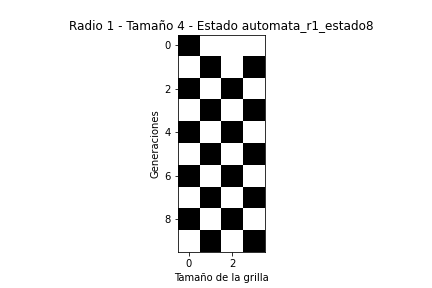 Radio 1 - Tamaño 4 - Estado automata_r1_estado8
0
2
4
6
8
Generaciones
0 2
Tamaño de la grilla